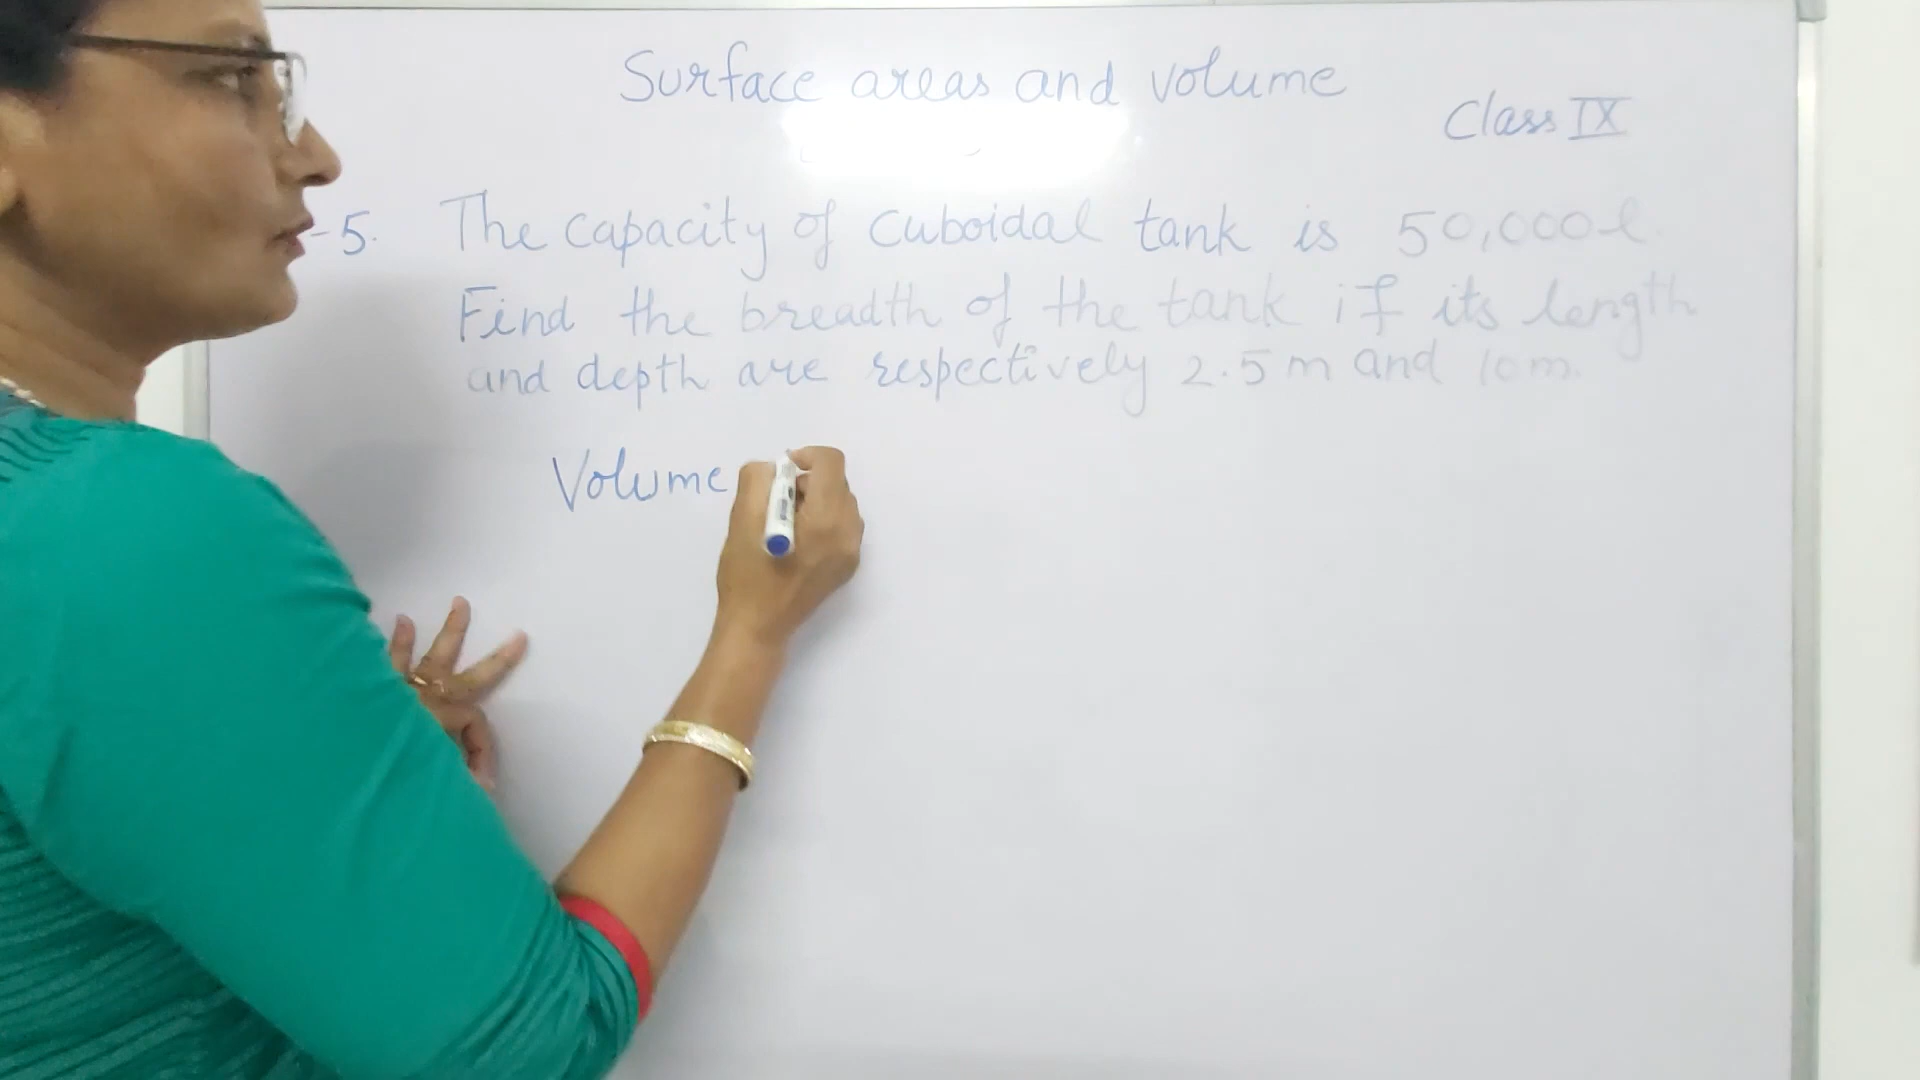 Surface areas and volume
Class IX
-5. The capacity of cuboidal tank is 50,000 l.
Find the breadth of the tank if its length
and depth are respectively 2.5 m and 10 m.
Volume